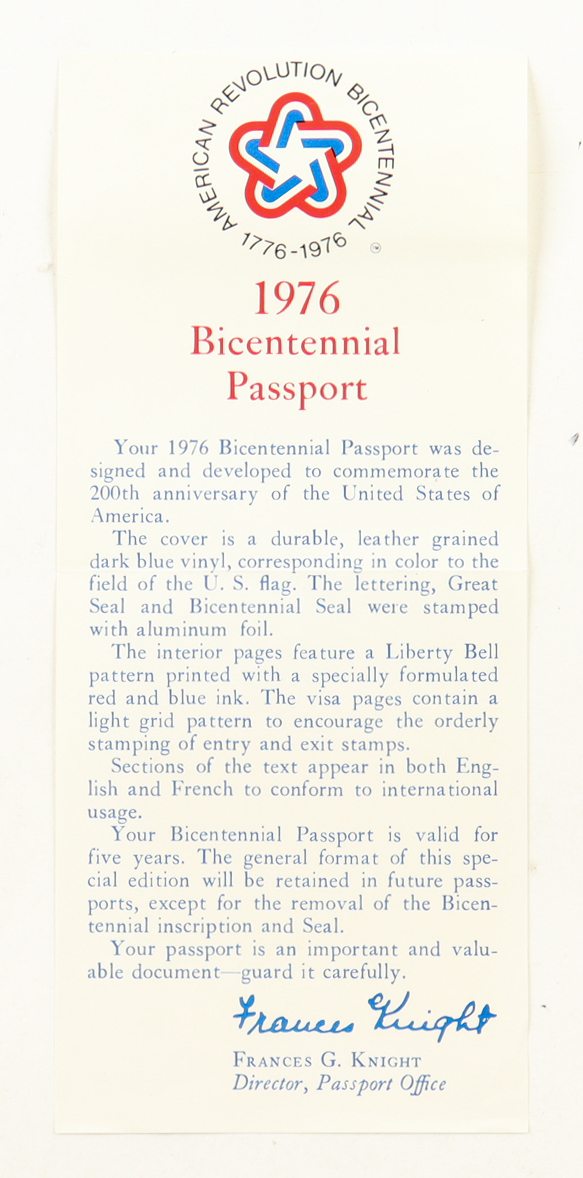 AMERICAN REVOLUTION BICENTENNIAL
1776-1976
1976
Bicentennial
Passport
Your 1976 Bicentennial Passport was de-
signed and developed to commemorate the
200th anniversary of the United States of
America.
The cover is a durable, leather grained
dark blue vinyl, corresponding in color to the
field of the U. S. flag. The lettering, Great
Seal and Bicentennial Seal were stamped
with aluminum foil.
The interior pages feature a Liberty Bell
pattern printed with a specially formulated
red and blue ink. The visa pages contain a
light grid pattern to encourage the orderly
stamping of entry and exit stamps.
Sections of the text appear in both Eng-
lish and French to conform to international
usage.
Your Bicentennial Passport is valid for
five years. The general format of this spe-
cial edition will be retained in future pass-
ports, except for the removal of the Bicen-
tennial inscription and Seal.
Your passport is an important and valu-
able document—guard it carefully.
Frances Knight
FRANCES G. KNIGHT
Director, Passport Office